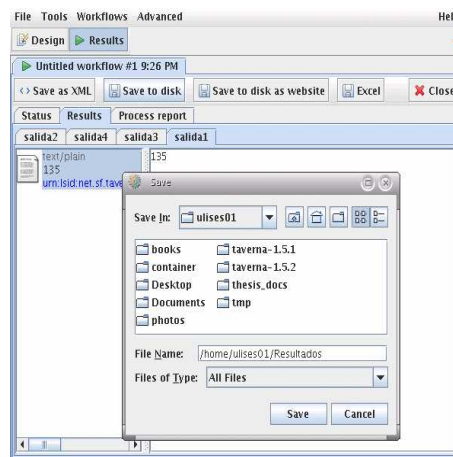 File Tools Workflows Advanced Hel
Design Results
Untitled workflow #1 9:26 PM
Save as XML Save to disk Save to disk as website Excel Close
Status Results Process report
salida2 salida4 salida3 salida1
text/plain
135
urn:lsid:net.sf.tave
135
Save
Save In: ulises01
books taverna-1.5.1
container taverna-1.5.2
Desktop thesis_docs
Documents tmp
photos
File Name: /home/ulises01/Resultados
Files of Type: All Files
Save Cancel